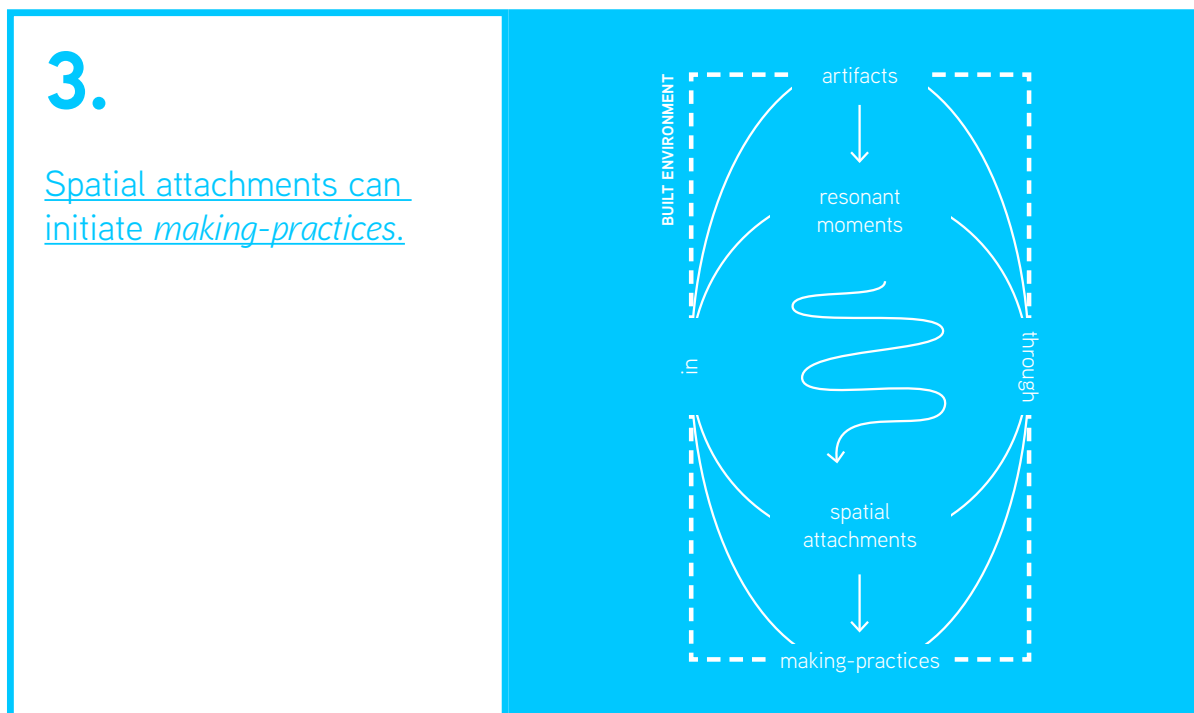 3.
Spatial attachments can
initiate making-practices.
BUILT ENVIRONMENT
artifacts
resonant
moments
in
through
spatial
attachments
making-practices